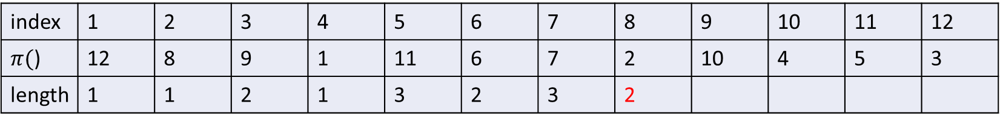 index 1 2 3 4 5 6 7 8 9 10 11 12
π() 12 8 9 1 11 6 7 2 10 4 5 3
length 1 1 2 1 3 2 3 2